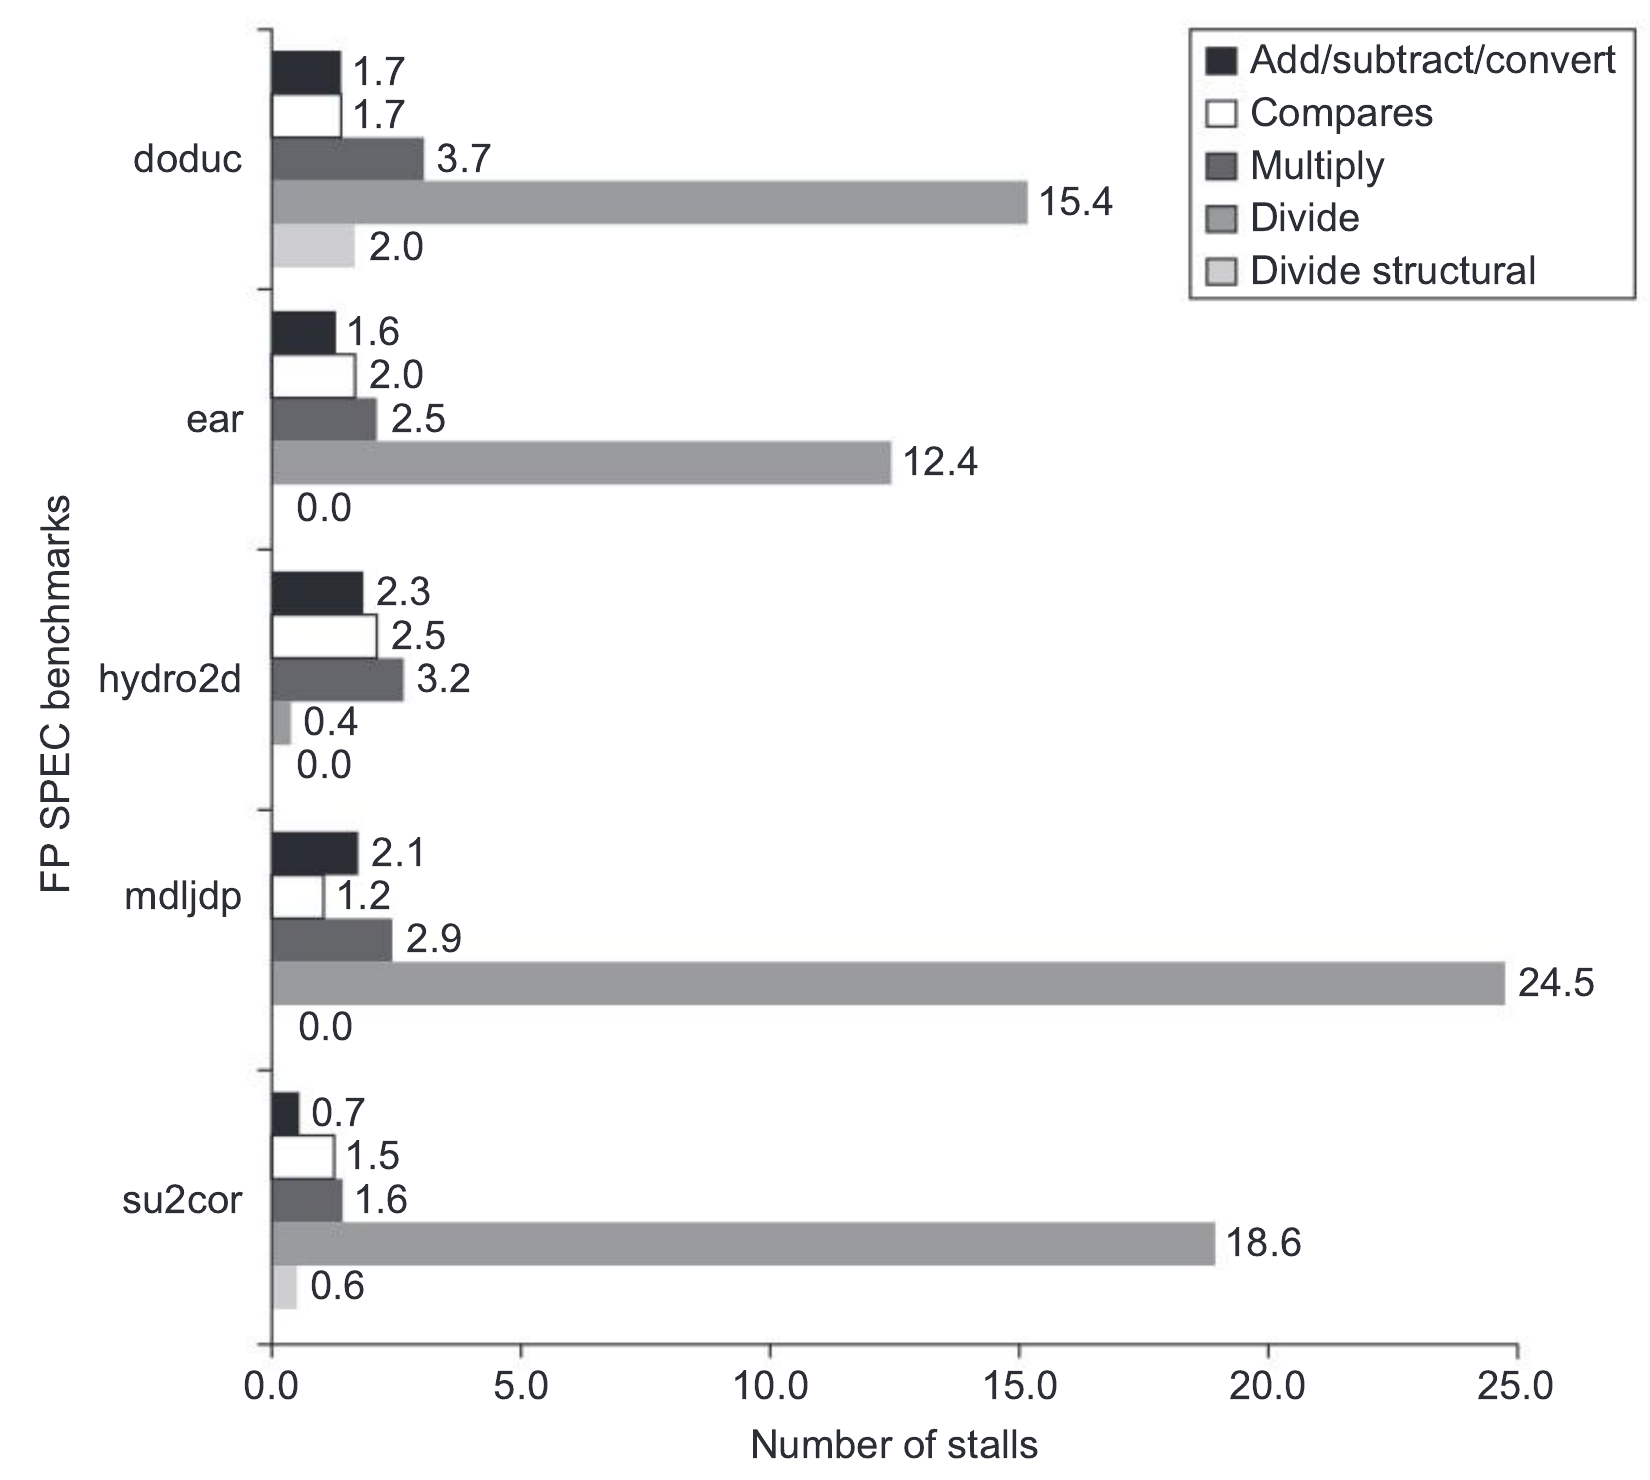 Add/subtract/convert
Compares
Multiply
Divide
Divide structural
FP SPEC benchmarks
doduc
1.7
1.7
3.7
15.4
2.0
ear
1.6
2.0
2.5
12.4
0.0
hydro2d
2.3
2.5
3.2
0.4
0.0
mdljdp
2.1
1.2
2.9
24.5
0.0
su2cor
0.7
1.5
1.6
18.6
0.6
0.0 5.0 10.0 15.0 20.0 25.0
Number of stalls